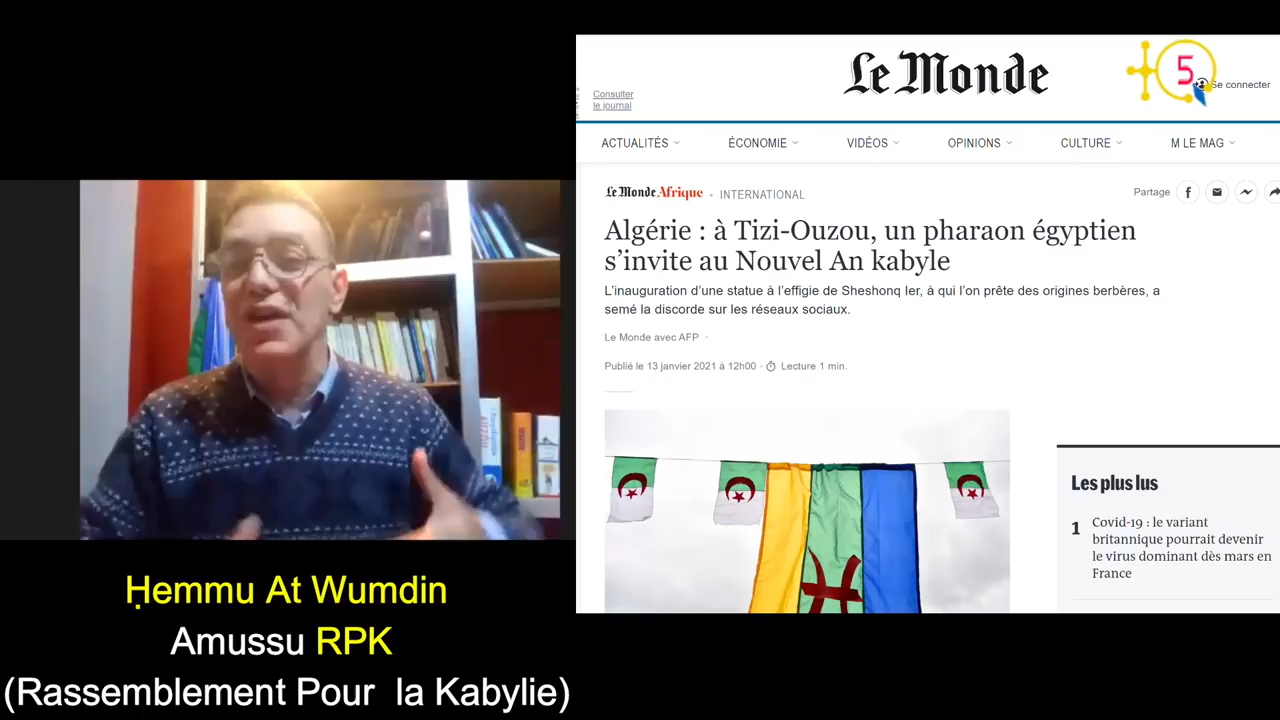 Ḥemmu At Wumdin
Amussu RPK
(Rassemblement Pour la Kabylie)
Consulter
le journal
Le Monde
5
Se connecter
ACTUALITÉS
ÉCONOMIE
VIDÉOS
OPINIONS
CULTURE
M LE MAG
Le Monde Afrique • INTERNATIONAL
Partage
Algérie : à Tizi-Ouzou, un pharaon égyptien
s’invite au Nouvel An kabyle
L’inauguration d’une statue à l’effigie de Sheshonq Ier, à qui l’on prête des origines berbères, a
semé la discorde sur les réseaux sociaux.
Le Monde avec AFP
Publié le 13 janvier 2021 à 12h00 · Lecture 1 min.
Les plus lus
1 Covid-19 : le variant
britannique pourrait devenir
le virus dominant dès mars en
France